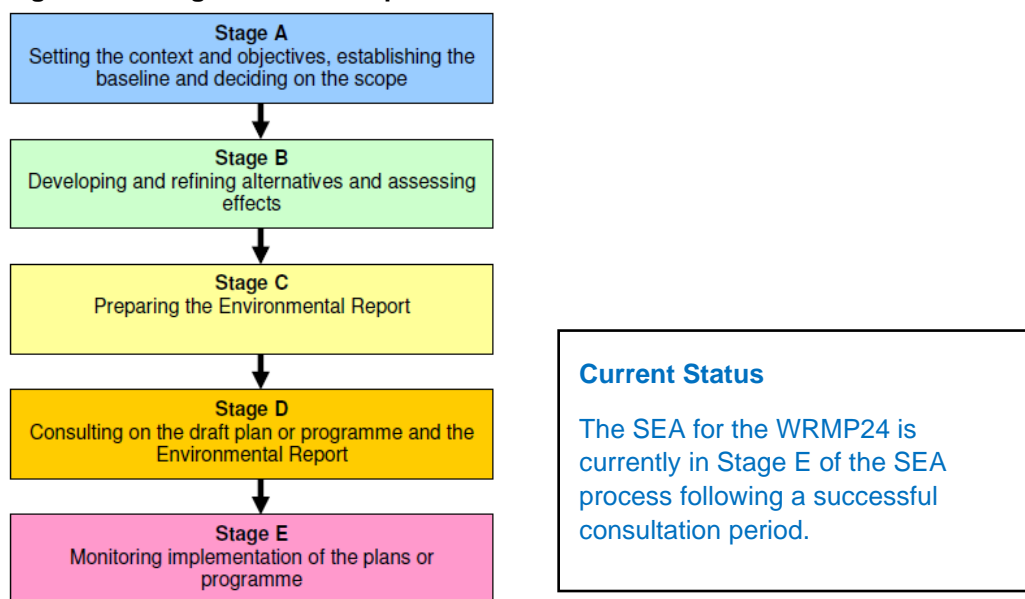 Stage A
Setting the context and objectives, establishing the
baseline and deciding on the scope
Stage B
Developing and refining alternatives and assessing
effects
Stage C
Preparing the Environmental Report
Stage D
Consulting on the draft plan or programme and the
Environmental Report
Stage E
Monitoring implementation of the plans or
programme
Current Status
The SEA for the WRMP24 is
currently in Stage E of the SEA
process following a successful
consultation period.